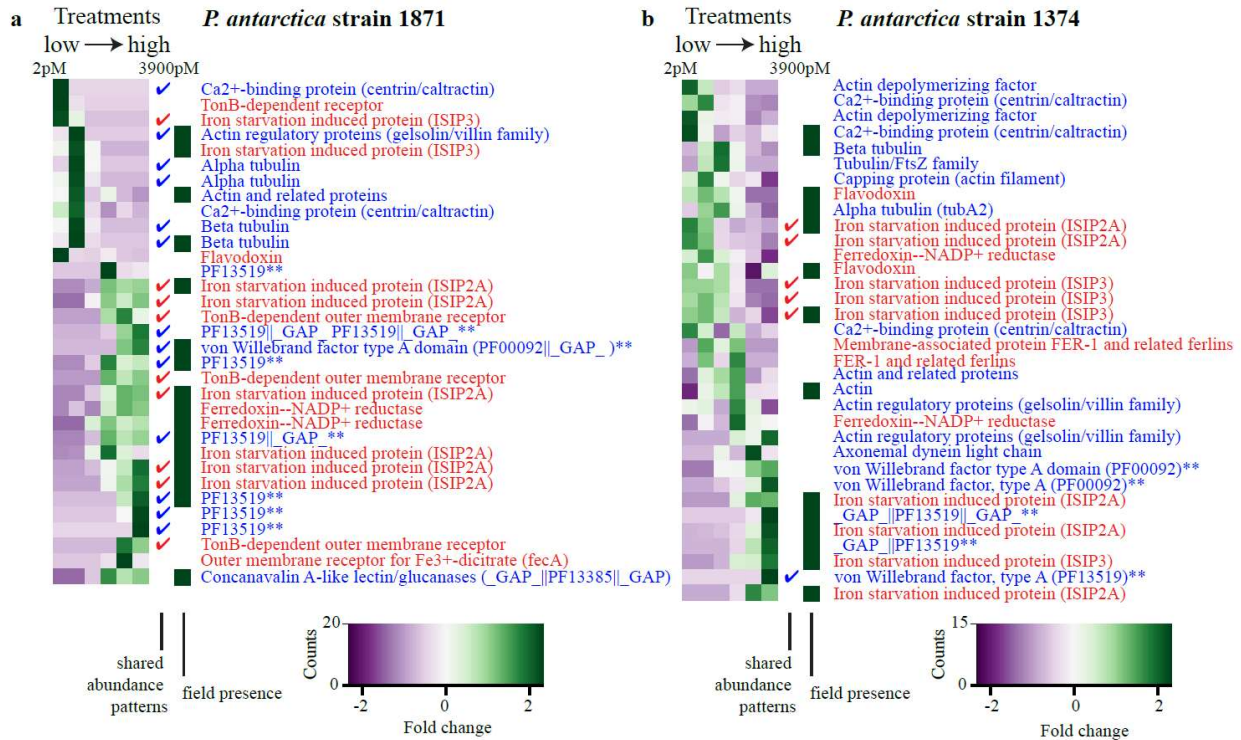 a
Treatments
P. antarctica strain 1871
low → high
2pM
3900pM
Ca2+-binding protein (centrin/caltractin)
TonB-dependent receptor
Iron starvation induced protein (ISIP3)
Actin regulatory proteins (gelsolin/villin family)
Iron starvation induced protein (ISIP3)
Alpha tubulin
Alpha tubulin
Actin and related proteins
Ca2+-binding protein (centrin/caltractin)
Beta tubulin
Beta tubulin
Flavodoxin
PF13519**
Iron starvation induced protein (ISIP2A)
Iron starvation induced protein (ISIP2A)
TonB-dependent outer membrane receptor
PF13519||_GAP_ PF13519||_GAP_**
von Willebrand factor type A domain (PF00092||_GAP_ )**
PF13519**
TonB-dependent outer membrane receptor
Iron starvation induced protein (ISIP2A)
Ferredoxin--NADP+ reductase
Ferredoxin--NADP+ reductase
PF13519||_GAP_**
Iron starvation induced protein (ISIP2A)
Iron starvation induced protein (ISIP2A)
Iron starvation induced protein (ISIP2A)
PF13519**
PF13519**
PF13519**
TonB-dependent outer membrane receptor
Outer membrane receptor for Fe3+-dicitrate (fecA)
Concanavalin A-like lectin/glucanases (_GAP_||PF13385||_GAP)
shared
abundance
patterns
field presence
20
Counts
0
-2 0 2
Fold change
b
Treatments
P. antarctica strain 1374
low → high
2pM
3900pM
Actin depolymerizing factor
Ca2+-binding protein (centrin/caltractin)
Actin depolymerizing factor
Ca2+-binding protein (centrin/caltractin)
Beta tubulin
Tubulin/FtsZ family
Capping protein (actin filament)
Flavodoxin
Alpha tubulin (tubA2)
Iron starvation induced protein (ISIP2A)
Iron starvation induced protein (ISIP2A)
Ferredoxin--NADP+ reductase
Flavodoxin
Iron starvation induced protein (ISIP3)
Iron starvation induced protein (ISIP3)
Iron starvation induced protein (ISIP3)
Ca2+-binding protein (centrin/caltractin)
Membrane-associated protein FER-1 and related ferlins
FER-1 and related ferlins
Actin and related proteins
Actin
Actin regulatory proteins (gelsolin/villin family)
Ferredoxin--NADP+ reductase
Actin regulatory proteins (gelsolin/villin family)
Axonemal dynein light chain
von Willebrand factor type A domain (PF00092)**
von Willebrand factor, type A (PF00092)**
Iron starvation induced protein (ISIP2A)
_GAP_||PF13519||_GAP_**
Iron starvation induced protein (ISIP2A)
_GAP_||PF13519**
Iron starvation induced protein (ISIP3)
von Willebrand factor, type A (PF13519)**
Iron starvation induced protein (ISIP2A)
shared
abundance
patterns
field presence
15
Counts
0
-2 0 2
Fold change